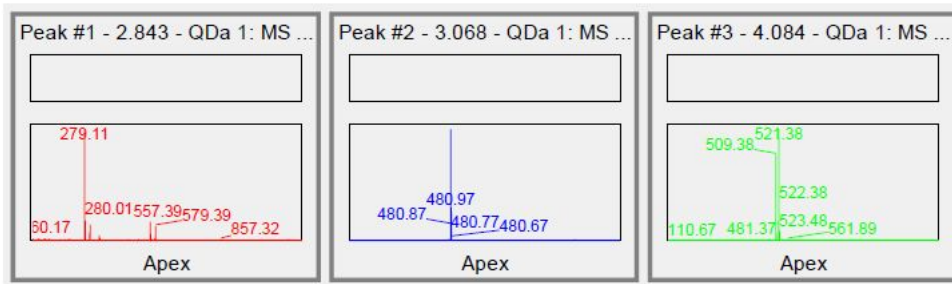 Peak #1 - 2.843 - QDa 1: MS ...
279.11
280.01 557.39 579.39
60.17
857.32
Apex
Peak #2 - 3.068 - QDa 1: MS ...
480.97
480.87
480.77 480.67
Apex
Peak #3 - 4.084 - QDa 1: MS ...
521.38
509.38
522.38
523.48
110.67 481.37 561.89
Apex